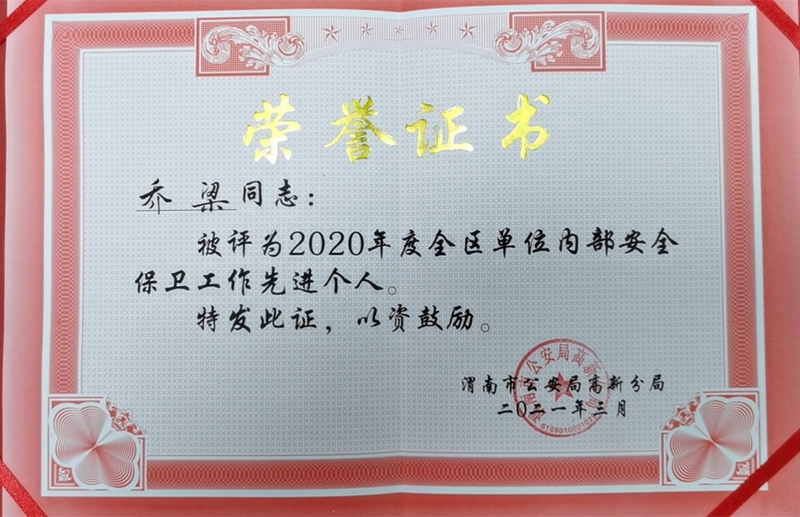 荣誉证书
乔 梁同志：
被评为2020年度全区单位内部安全
保卫工作先进个人。
特发此证，以资鼓励。
渭南市公安局高新分局
二〇二一年三月